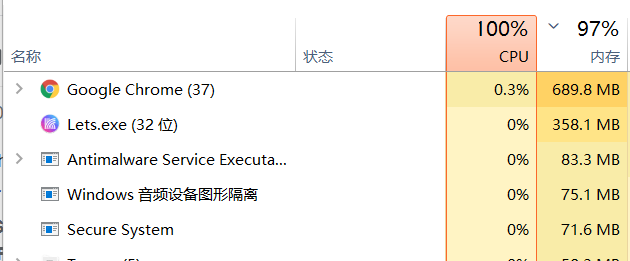 100% 97%
名称 状态 CPU 内存
Google Chrome (37) 0.3% 689.8 MB
Lets.exe (32 位) 0% 358.1 MB
Antimalware Service Executa... 0% 83.3 MB
Windows 音频设备图形隔离 0% 75.1 MB
Secure System 0% 71.6 MB